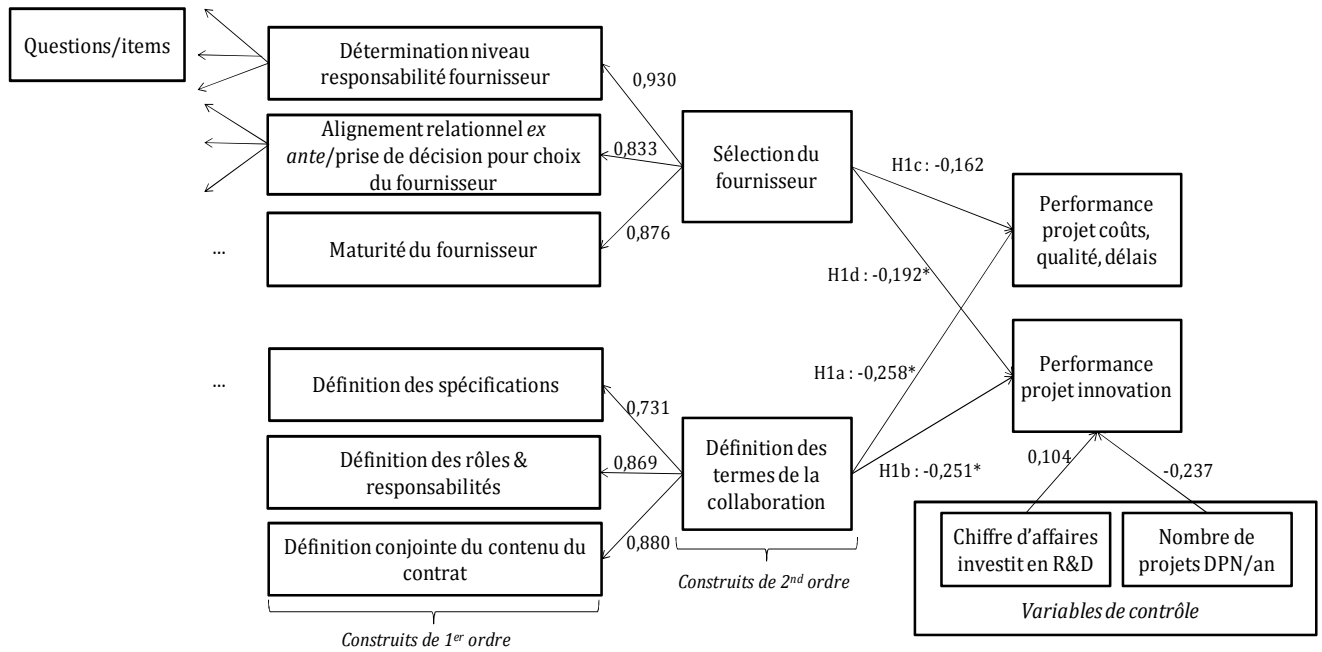 Questions/items
Détermination niveau
responsabilité fournisseur
0,930
Alignement relationnel ex
ante/prise de décision pour choix
du fournisseur
0,833
Sélection du
fournisseur
H1c : -0,162
Performance
projet coûts,
qualité, délais
...
Maturité du fournisseur
0,876
H1d : -0,192*
...
Définition des spécifications
0,731
H1a : -0,258*
Performance
projet innovation
Définition des rôles &
responsabilités
0,869
Définition des
termes de la
collaboration
H1b : -0,251*
0,104
-0,237
Définition conjointe du contenu du
contrat
0,880
Chiffre d’affaires
investit en R&D
Nombre de
projets DPN/an
Variables de contrôle
Construits de 2nd ordre
Construits de 1er ordre